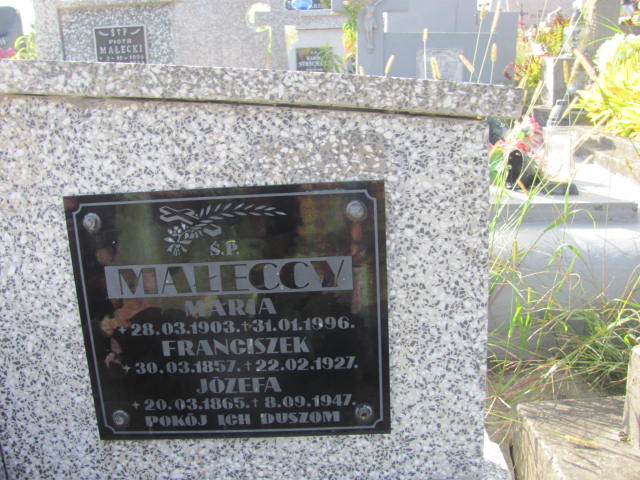 Ś†P
PIOTR
MAŁECKI
Ś.P.
MAŁECCY
MARIA
*28.03.1903. †31.01.1996.
FRANCISZEK
*30.03.1857. †22.02.1927.
JÓZEFA
*20.03.1865. †8.09.1947.
POKÓJ ICH DUSZOM